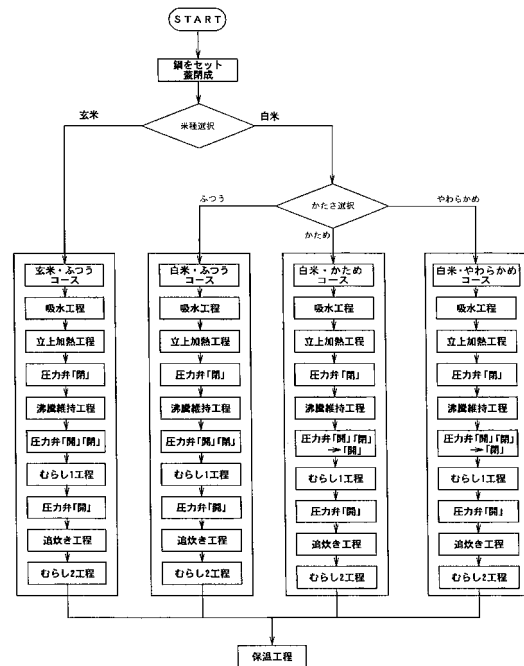 START
鍋をセット
蓋閉成
米種選択
玄米
白米
かたさ選択
ふつう
かため
やわらかめ
玄米・ふつう
コース
吸水工程
立上加熱工程
圧力弁「閉」
沸騰維持工程
圧力弁「開」「閉」
むらし1工程
圧力弁「開」
追炊き工程
むらし2工程
白米・ふつう
コース
吸水工程
立上加熱工程
圧力弁「閉」
沸騰維持工程
圧力弁「開」「閉」
むらし1工程
圧力弁「開」
追炊き工程
むらし2工程
白米・かためコース
吸水工程
立上加熱工程
圧力弁「閉」
沸騰維持工程
圧力弁「開」「閉」
→「開」
むらし1工程
圧力弁「開」
追炊き工程
むらし2工程
白米・やわらかめ
コース
吸水工程
立上加熱工程
圧力弁「閉」
沸騰維持工程
圧力弁「開」「閉」
→「閉」
むらし1工程
圧力弁「開」
追炊き工程
むらし2工程
保温工程